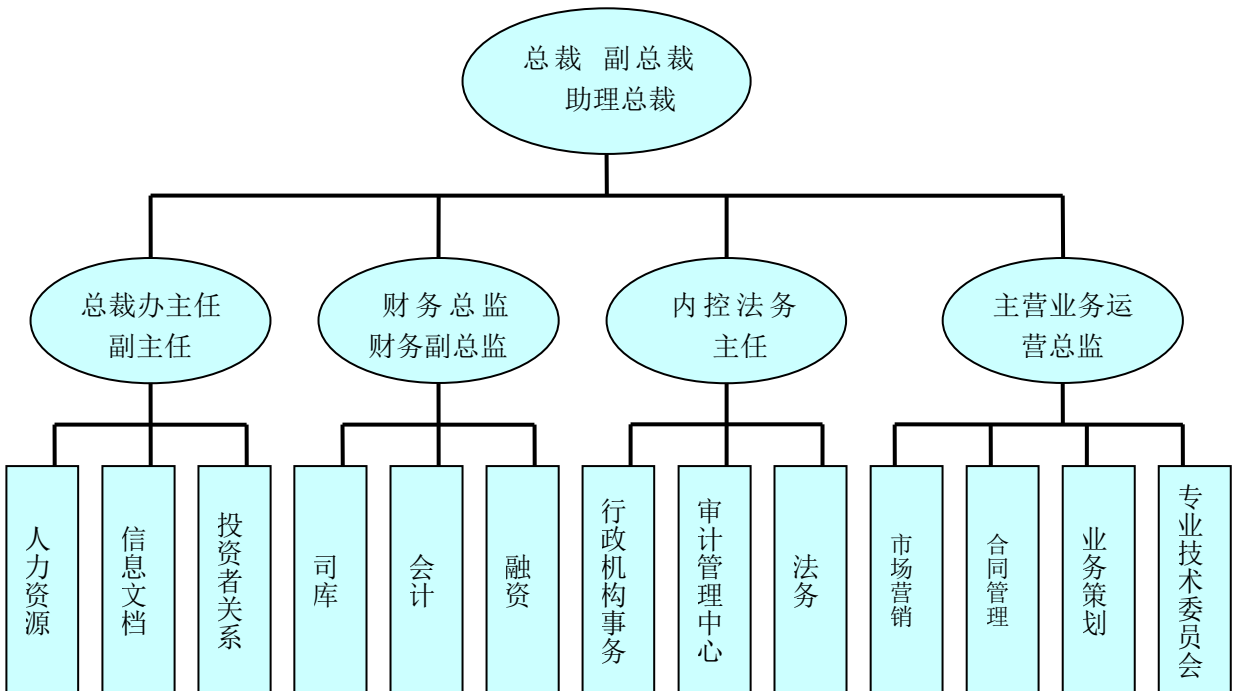 总裁 副总裁
助理总裁
总裁办主任
副主任
财务总监
财务副总监
内控法务
主任
主营业务运
营总监
人力资源
信息文档
投资者关系
司库
会计
融资
行政机构事务
审计管理中心
法务
市场营销
合同管理
业务策划
专业技术委员会